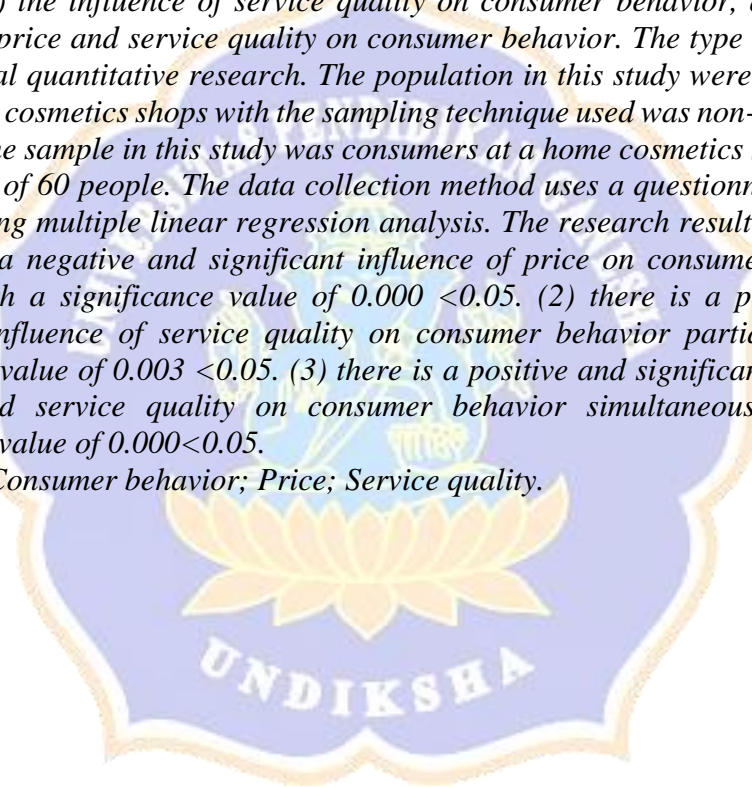 the influence of service quality on consumer behavior,
price and service quality on consumer behavior. The type
al quantitative research. The population in this study were
cosmetics shops with the sampling technique used was non-
he sample in this study was consumers at a home cosmetics
of 60 people. The data collection method uses a questionn
ng multiple linear regression analysis. The research result
a negative and significant influence of price on consume
h a significance value of 0.000 <0.05. (2) there is a p
nfluence of service quality on consumer behavior partic
value of 0.003 <0.05. (3) there is a positive and significan
d service quality on consumer behavior simultaneous
value of 0.000<0.05.
Consumer behavior; Price; Service quality.
UNIVERSITAS PENDIDIKAN GANESHA
UNDIKSHA